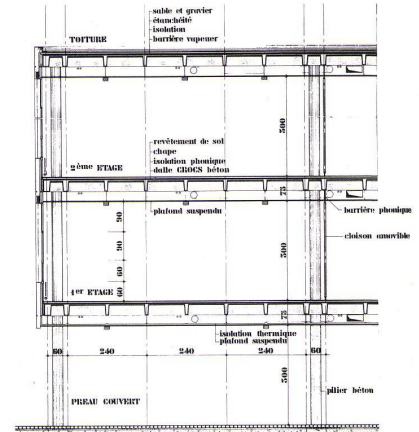 sable et gravier
étanchéité
isolation
barrière vapeuer
TOITURE
500
revêtement de sol
chape
isolation phonique
dalle CROCS béton
2ème ETAGE
75
plafond suspendu
barrière phonique
cloison amovible
90
90
60
60
500
1er ETAGE
75
isolation thermique
plafond suspendu
60
240
240
240
60
500
PREAU COUVERT
pilier béton